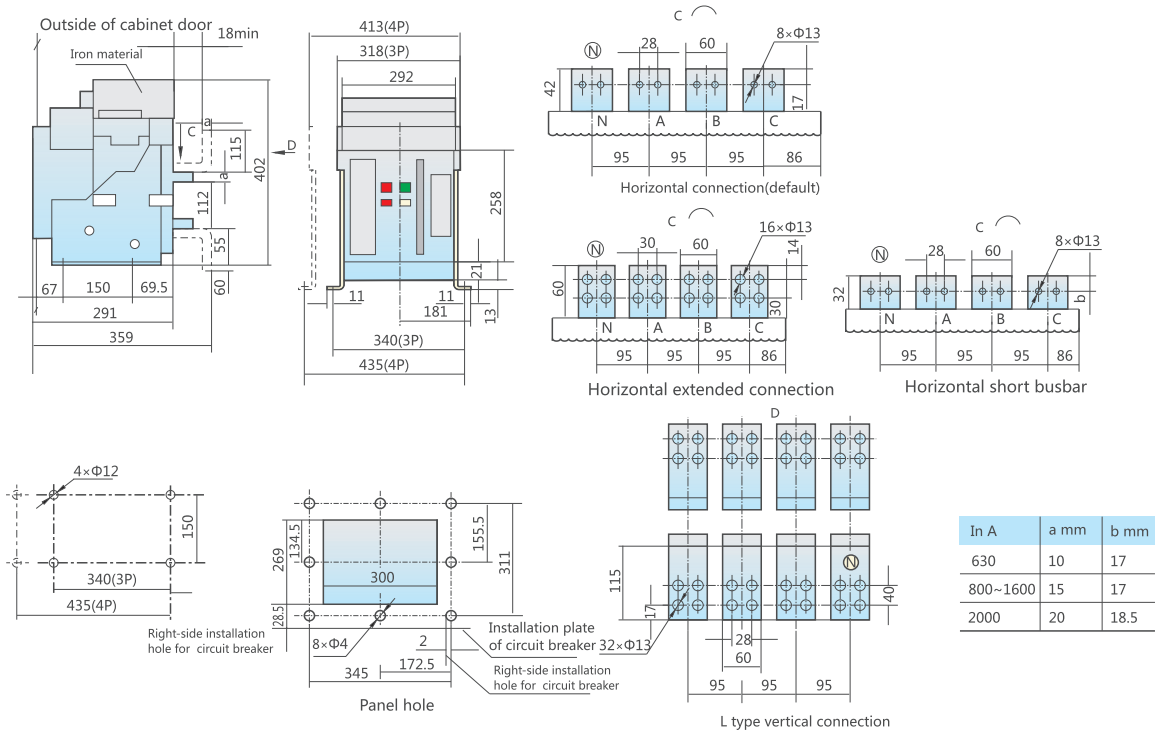 Outside of cabinet door
18min
Iron material
C
a
115
D
402
a
112
55
60
67
150
69.5
291
359
413(4P)
318(3P)
292
258
21
11
11
13
181
340(3P)
435(4P)
C
N
28
60
8×Φ13
42
17
N
A
B
C
95
95
95
86
Horizontal connection(default)
C
N
30
60
16×Φ13
14
60
30
N
A
B
C
95
95
95
86
Horizontal extended connection
C
N
28
60
8×Φ13
32
b
N
A
B
C
95
95
95
86
Horizontal short busbar
4×Φ12
150
340(3P)
435(4P)
269
134.5
155.5
311
300
28.5
Right-side installation
hole for circuit breaker
8×Φ4
2
Installation plate
of circuit breaker
172.5
345
Right-side installation
hole for circuit breaker
Panel hole
D
N
115
17
40
32×Φ13
28
60
95
95
95
L type vertical connection
In A a mm b mm
630 10 17
800~1600 15 17
2000 20 18.5